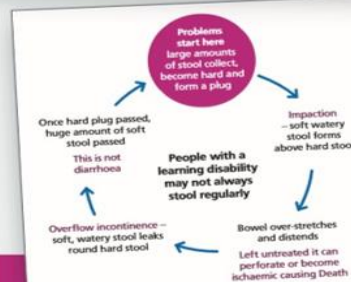 Problems
start here
large amounts
of stool collect,
become hard and
form a plug
Impaction
– soft watery
stool forms
above hard stoo
Bowel over-stretches
and distends
Left untreated it can
perforate or become
ischaemic causing Death
Overflow incontinence –
soft, watery stool leaks
round hard stool
Once hard plug passed,
huge amount of soft
stool passed
This is not
diarrhoea
People with a
learning disability
may not always
stool regularly